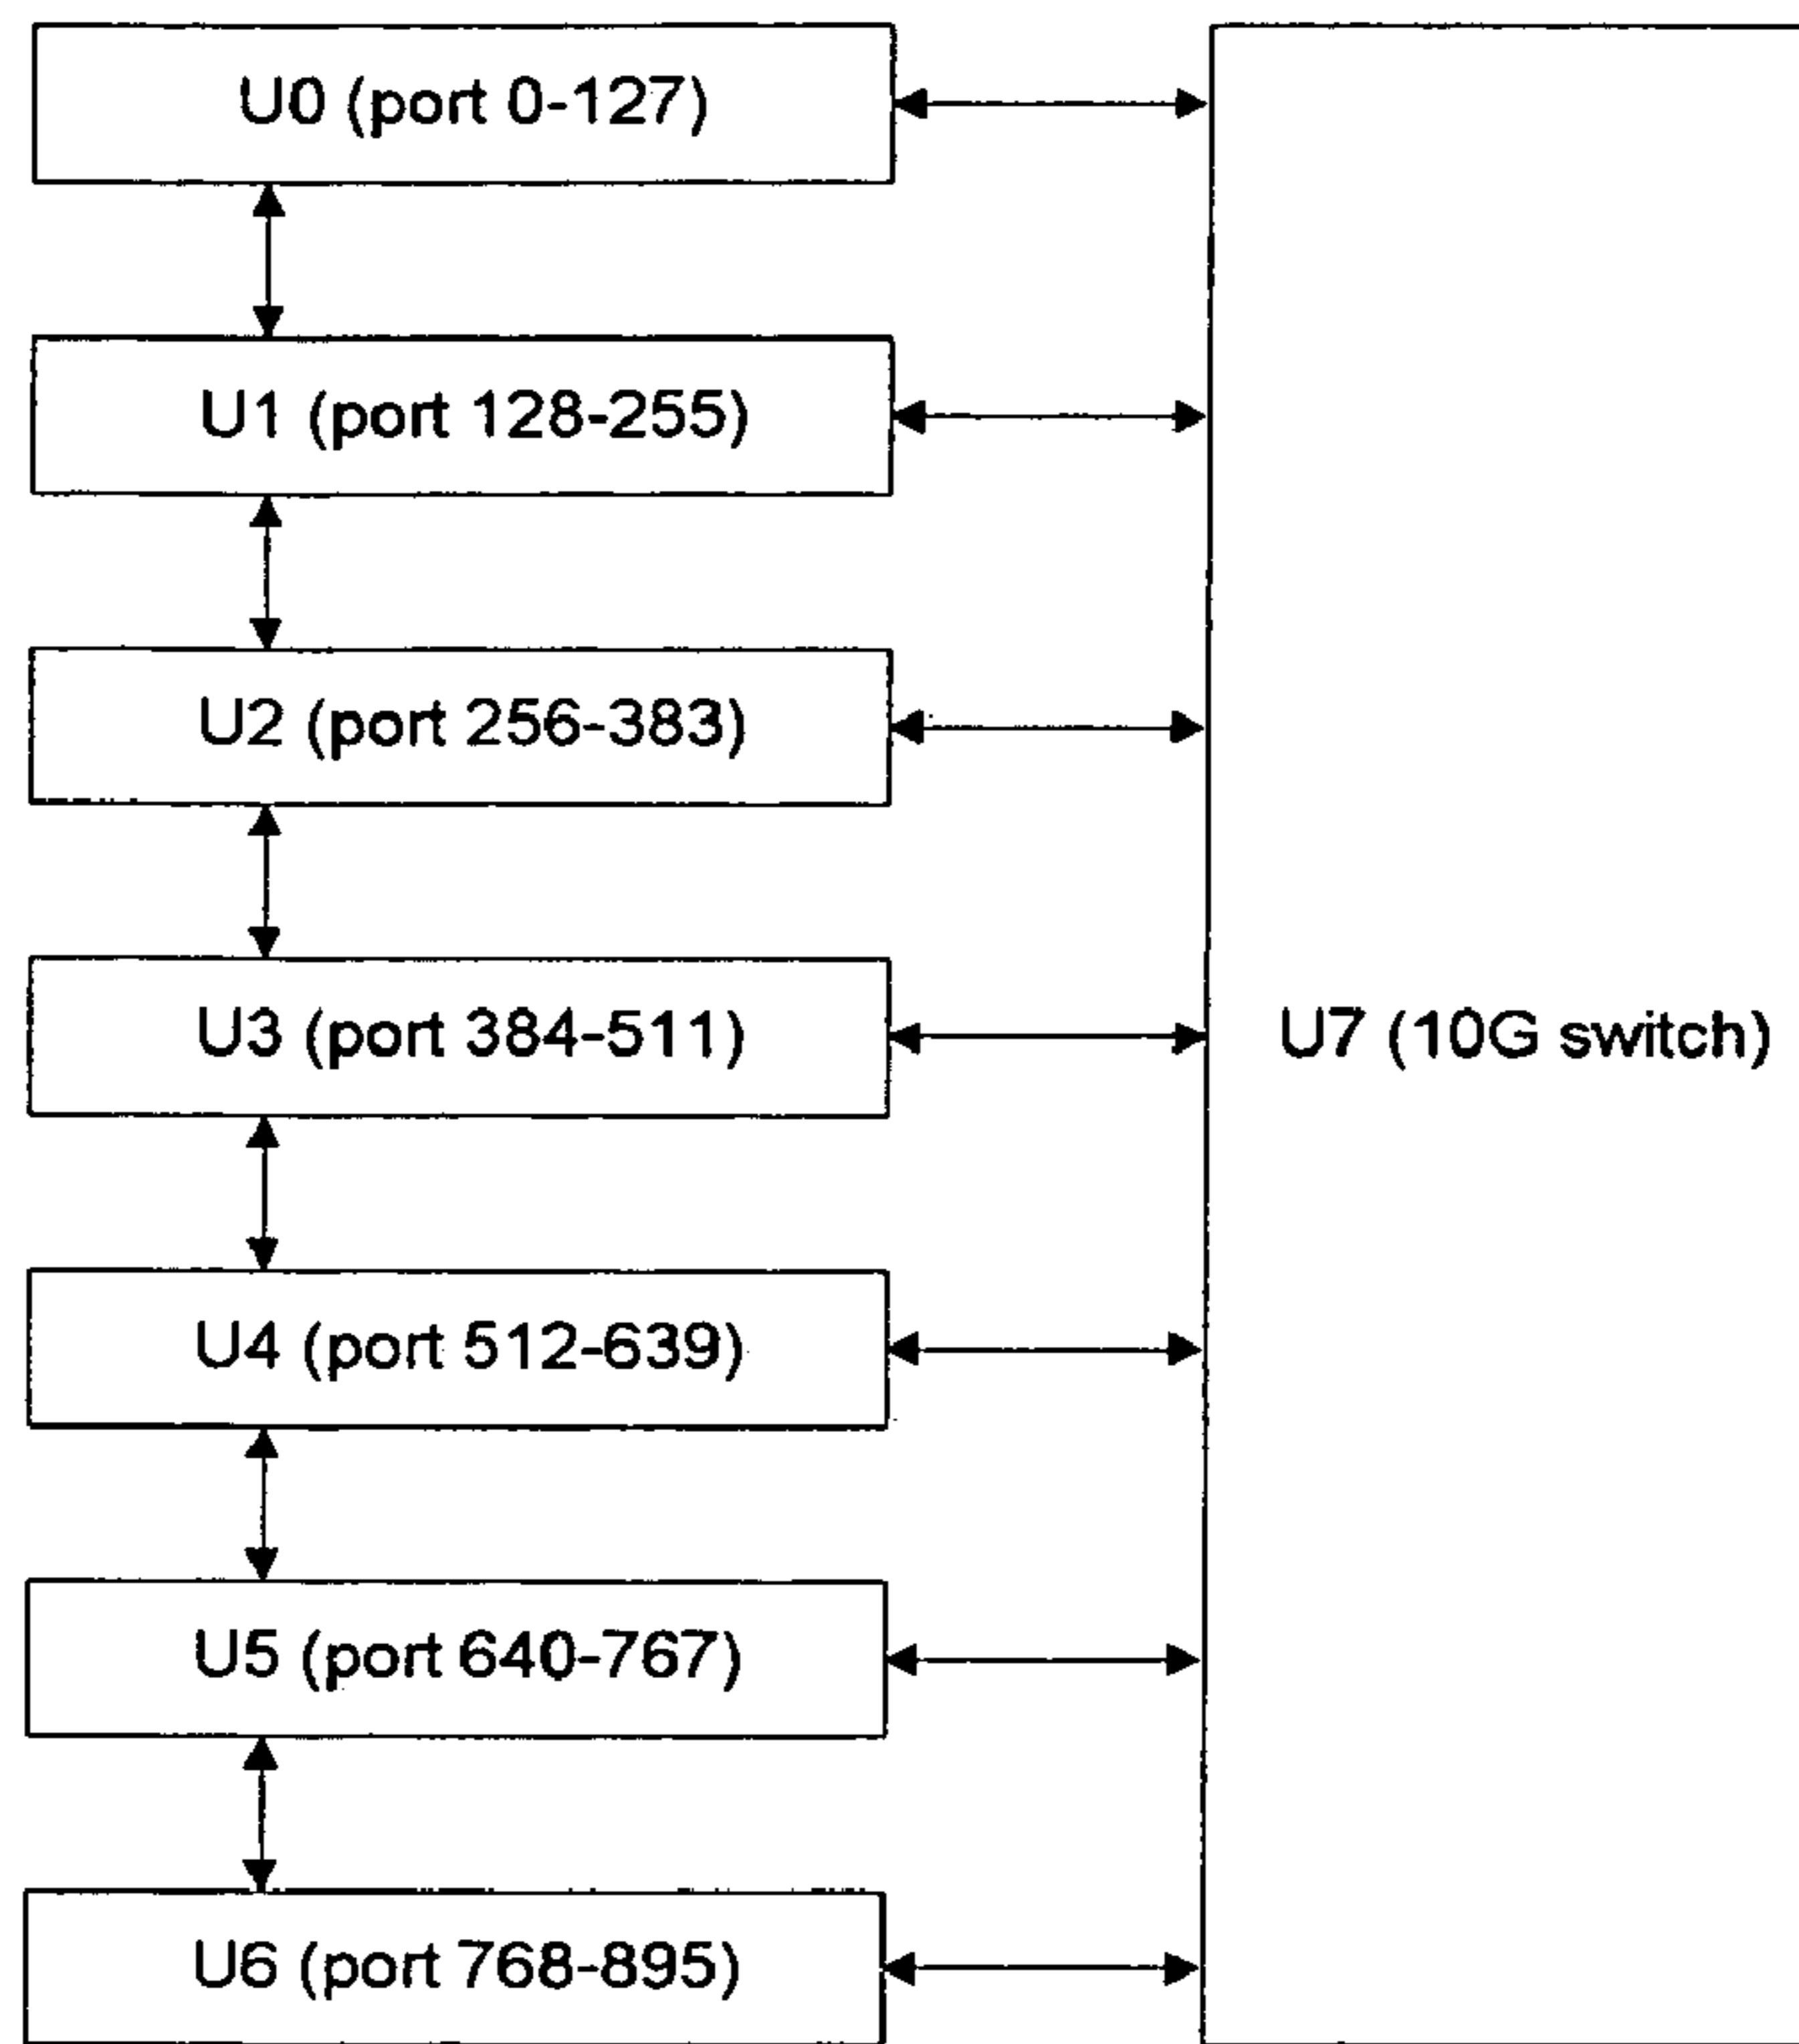 U0 (port 0-127)
U1 (port 128-255)
U2 (port 256-383)
U3 (port 384-511)
U7 (10G switch)
U4 (port 512-639)
U5 (port 640-767)
U6 (port 768-895)